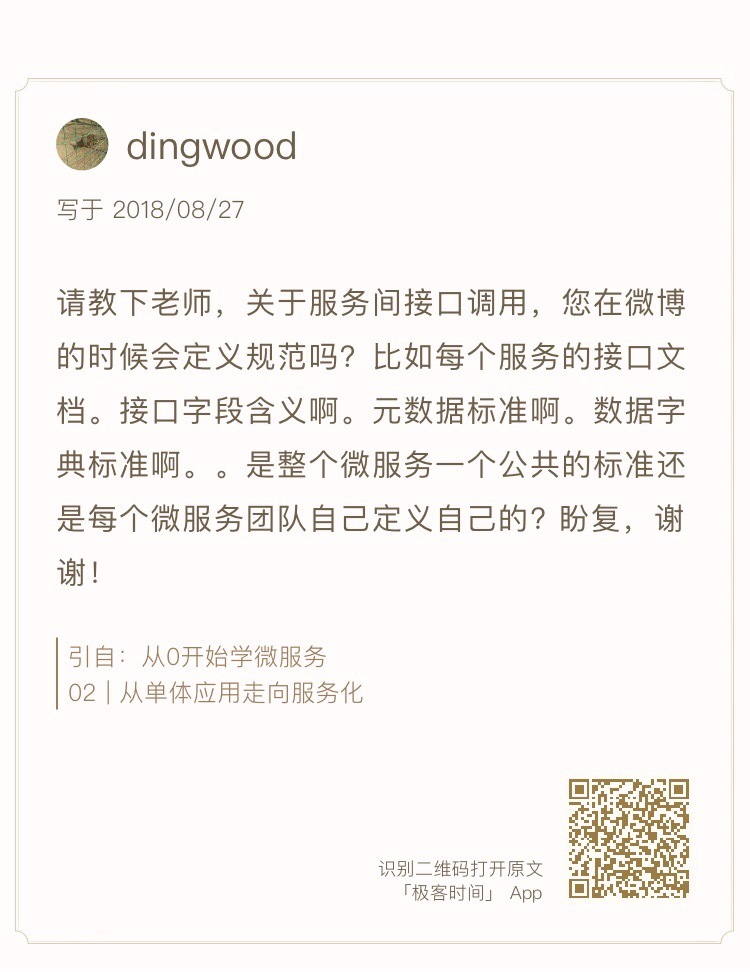 dingwood
写于 2018/08/27
请教下老师，关于服务间接口调用，您在微博
的时候会定义规范吗？比如每个服务的接口文
档。接口字段含义啊。元数据标准啊。数据字
典标准啊。。是整个微服务一个公共的标准还
是每个微服务团队自己定义自己的？盼复，谢
谢！
引自：从0开始学微服务
02 | 从单体应用走向服务化
识别二维码打开原文
「极客时间」 App